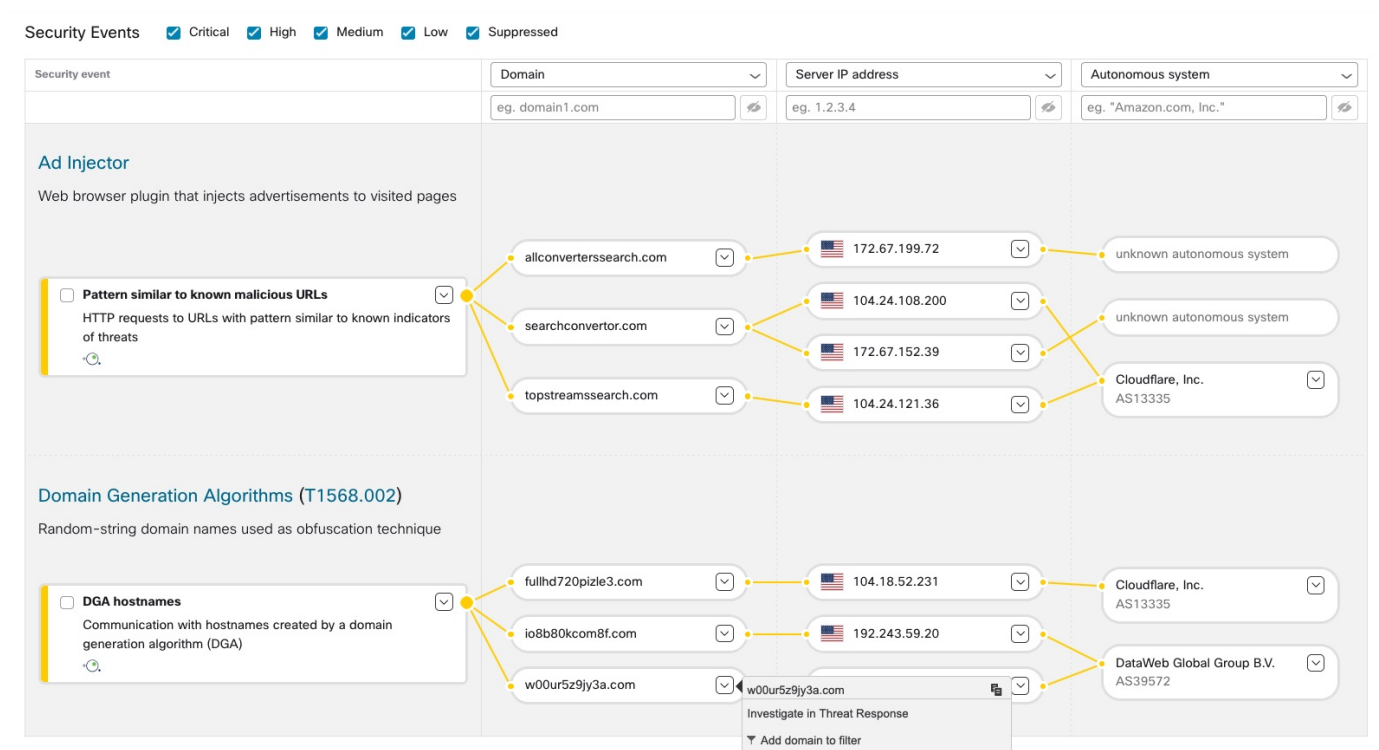 Security Events
Critical
High
Medium
Low
Suppressed
Security event
Domain
Server IP address
Autonomous system
eg. domain1.com
eg. 1.2.3.4
eg. "Amazon.com, Inc."
Ad Injector
Web browser plugin that injects advertisements to visited pages
Pattern similar to known malicious URLs
HTTP requests to URLs with pattern similar to known indicators
of threats
allconverterssearch.com
searchconvertor.com
topstreamssearch.com
172.67.199.72
104.24.108.200
172.67.152.39
104.24.121.36
unknown autonomous system
unknown autonomous system
Cloudflare, Inc.
AS13335
Domain Generation Algorithms (T1568.002)
Random-string domain names used as obfuscation technique
DGA hostnames
Communication with hostnames created by a domain
generation algorithm (DGA)
fullhd720pizle3.com
io8b80kcom8f.com
w00ur5z9jy3a.com
104.18.52.231
192.243.59.20
Cloudflare, Inc.
AS13335
DataWeb Global Group B.V.
AS39572
w00ur5z9jy3a.com
Investigate in Threat Response
Add domain to filter